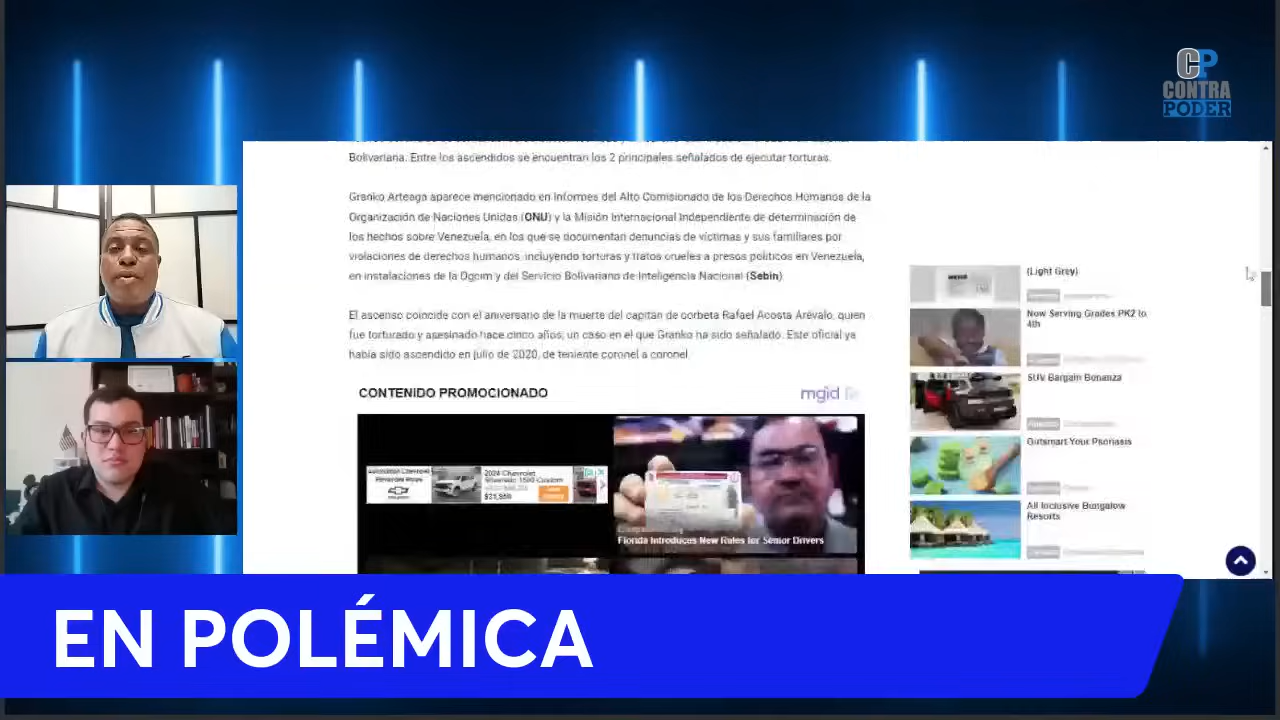 CP
CONTRA
PODER
Bolivariana. Entre los ascendidos se encuentran los 2 principales señalados de ejecutar torturas.
Granko Arteaga aparece mencionado en Informes del Alto Comisionado de los Derechos Humanos de la
Organización de Naciones Unidas (ONU) y la Misión Internacional Independiente de determinación de
los hechos sobre Venezuela, en los que se documentan denuncias de víctimas y sus familiares por
violaciones de derechos humanos, incluyendo torturas y tratos crueles a presos políticos en Venezuela,
en instalaciones de la Dgcim y del Servicio Bolivariano de Inteligencia Nacional (Sebin)
El ascenso coincide con el aniversario de la muerte del capitán de corbeta Rafael Acosta Arévalo, quien
fue torturado y asesinado hace cinco años, un caso en el que Granko ha sido señalado. Este oficial ya
había sido ascendido en julio de 2020, de teniente coronel a coronel.
CONTENIDO PROMOCIONADO
mgid
2024 Chevrolet
Silverado 1500 Custom
Florida Introduces New Rules for Senior Drivers
(Light Grey)
Now Serving Grades PK2 to
4th
SUV Bargain Bonanza
Outsmart Your Psoriasis
All Inclusive Bungalow
Resorts
EN POLÉMICA